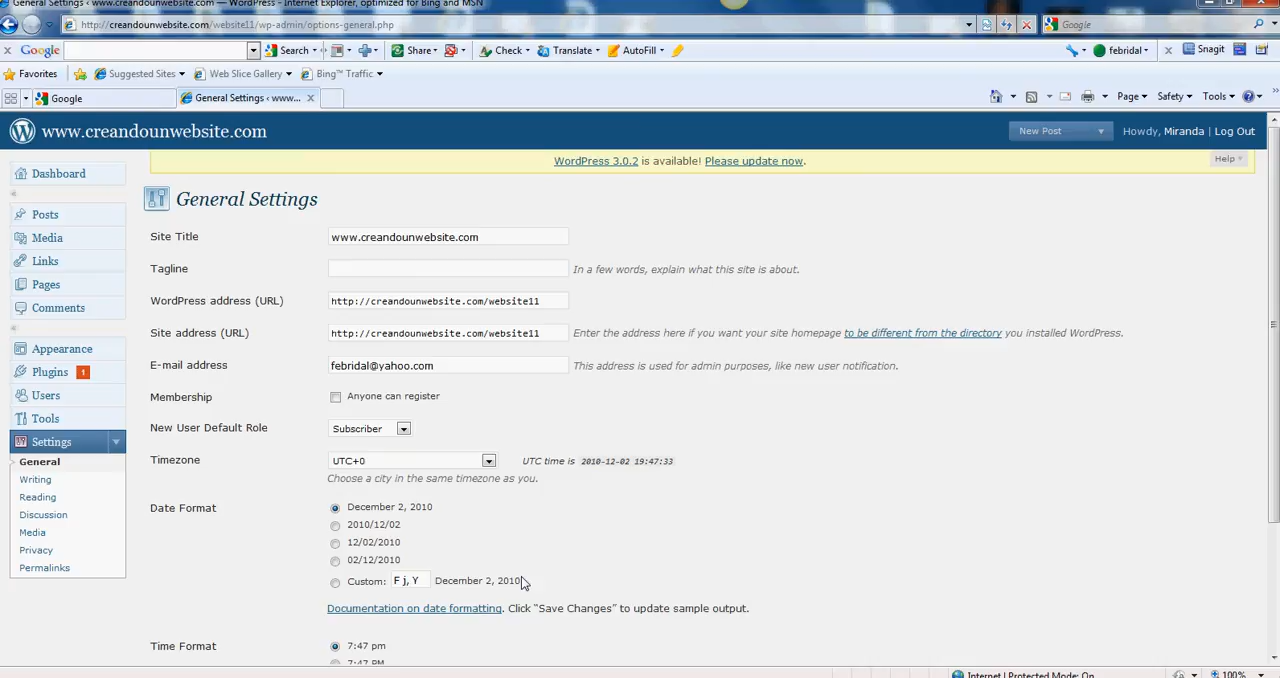 www.creandounwebsite.com — WordPress - Internet Explorer, optimized for Bing and MSN
http://creandounwebsite.com/website11/wp-admin/options-general.php
Google
Google Search Share Check Translate AutoFill febridal Snagit
Favorites Suggested Sites Web Slice Gallery Bing™ Traffic
Google General Settings ‹ www... Page Safety Tools
www.creandounwebsite.com New Post Howdy, Miranda | Log Out
WordPress 3.0.2 is available! Please update now. Help
Dashboard
Posts
Media
Links
Pages
Comments
Appearance
Plugins 1
Users
Tools
Settings
General
Writing
Reading
Discussion
Media
Privacy
Permalinks
General Settings
Site Title www.creandounwebsite.com
Tagline In a few words, explain what this site is about.
WordPress address (URL) http://creandounwebsite.com/website11
Site address (URL) http://creandounwebsite.com/website11 Enter the address here if you want your site homepage to be different from the directory you installed WordPress.
E-mail address febridal@yahoo.com This address is used for admin purposes, like new user notification.
Membership Anyone can register
New User Default Role Subscriber
Timezone UTC+0 UTC time is 2010-12-02 19:47:33
Choose a city in the same timezone as you.
Date Format December 2, 2010
2010/12/02
12/02/2010
02/12/2010
Custom: F j, Y December 2, 2010
Documentation on date formatting. Click “Save Changes” to update sample output.
Time Format 7:47 pm
7:47 PM
Internet | Protected Mode: On 100%